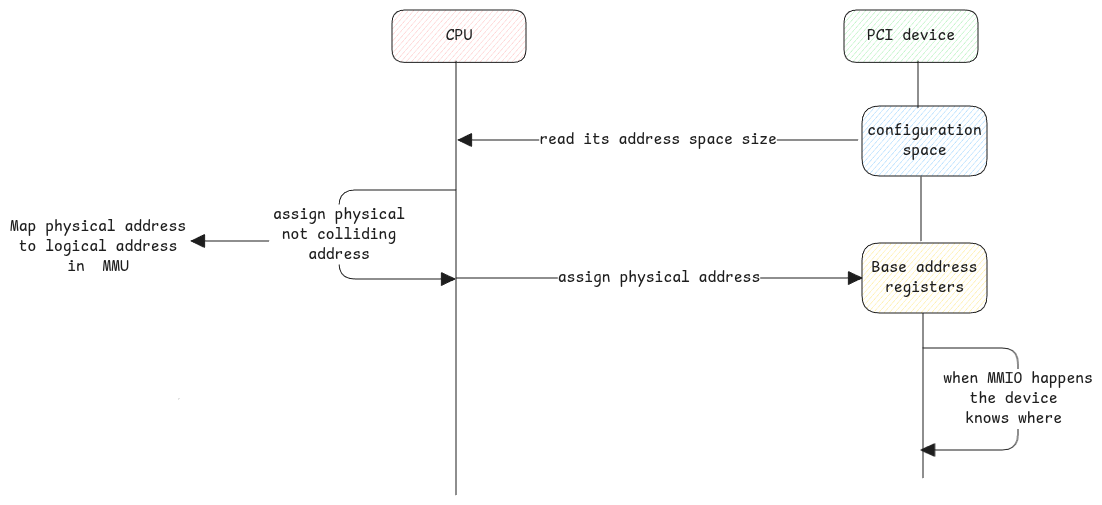 CPU
PCI device
configuration
space
read its address space size
assign physical
not colliding
address
Map physical address
to logical address
in MMU
assign physical address
Base address
registers
when MMIO happens
the device
knows where